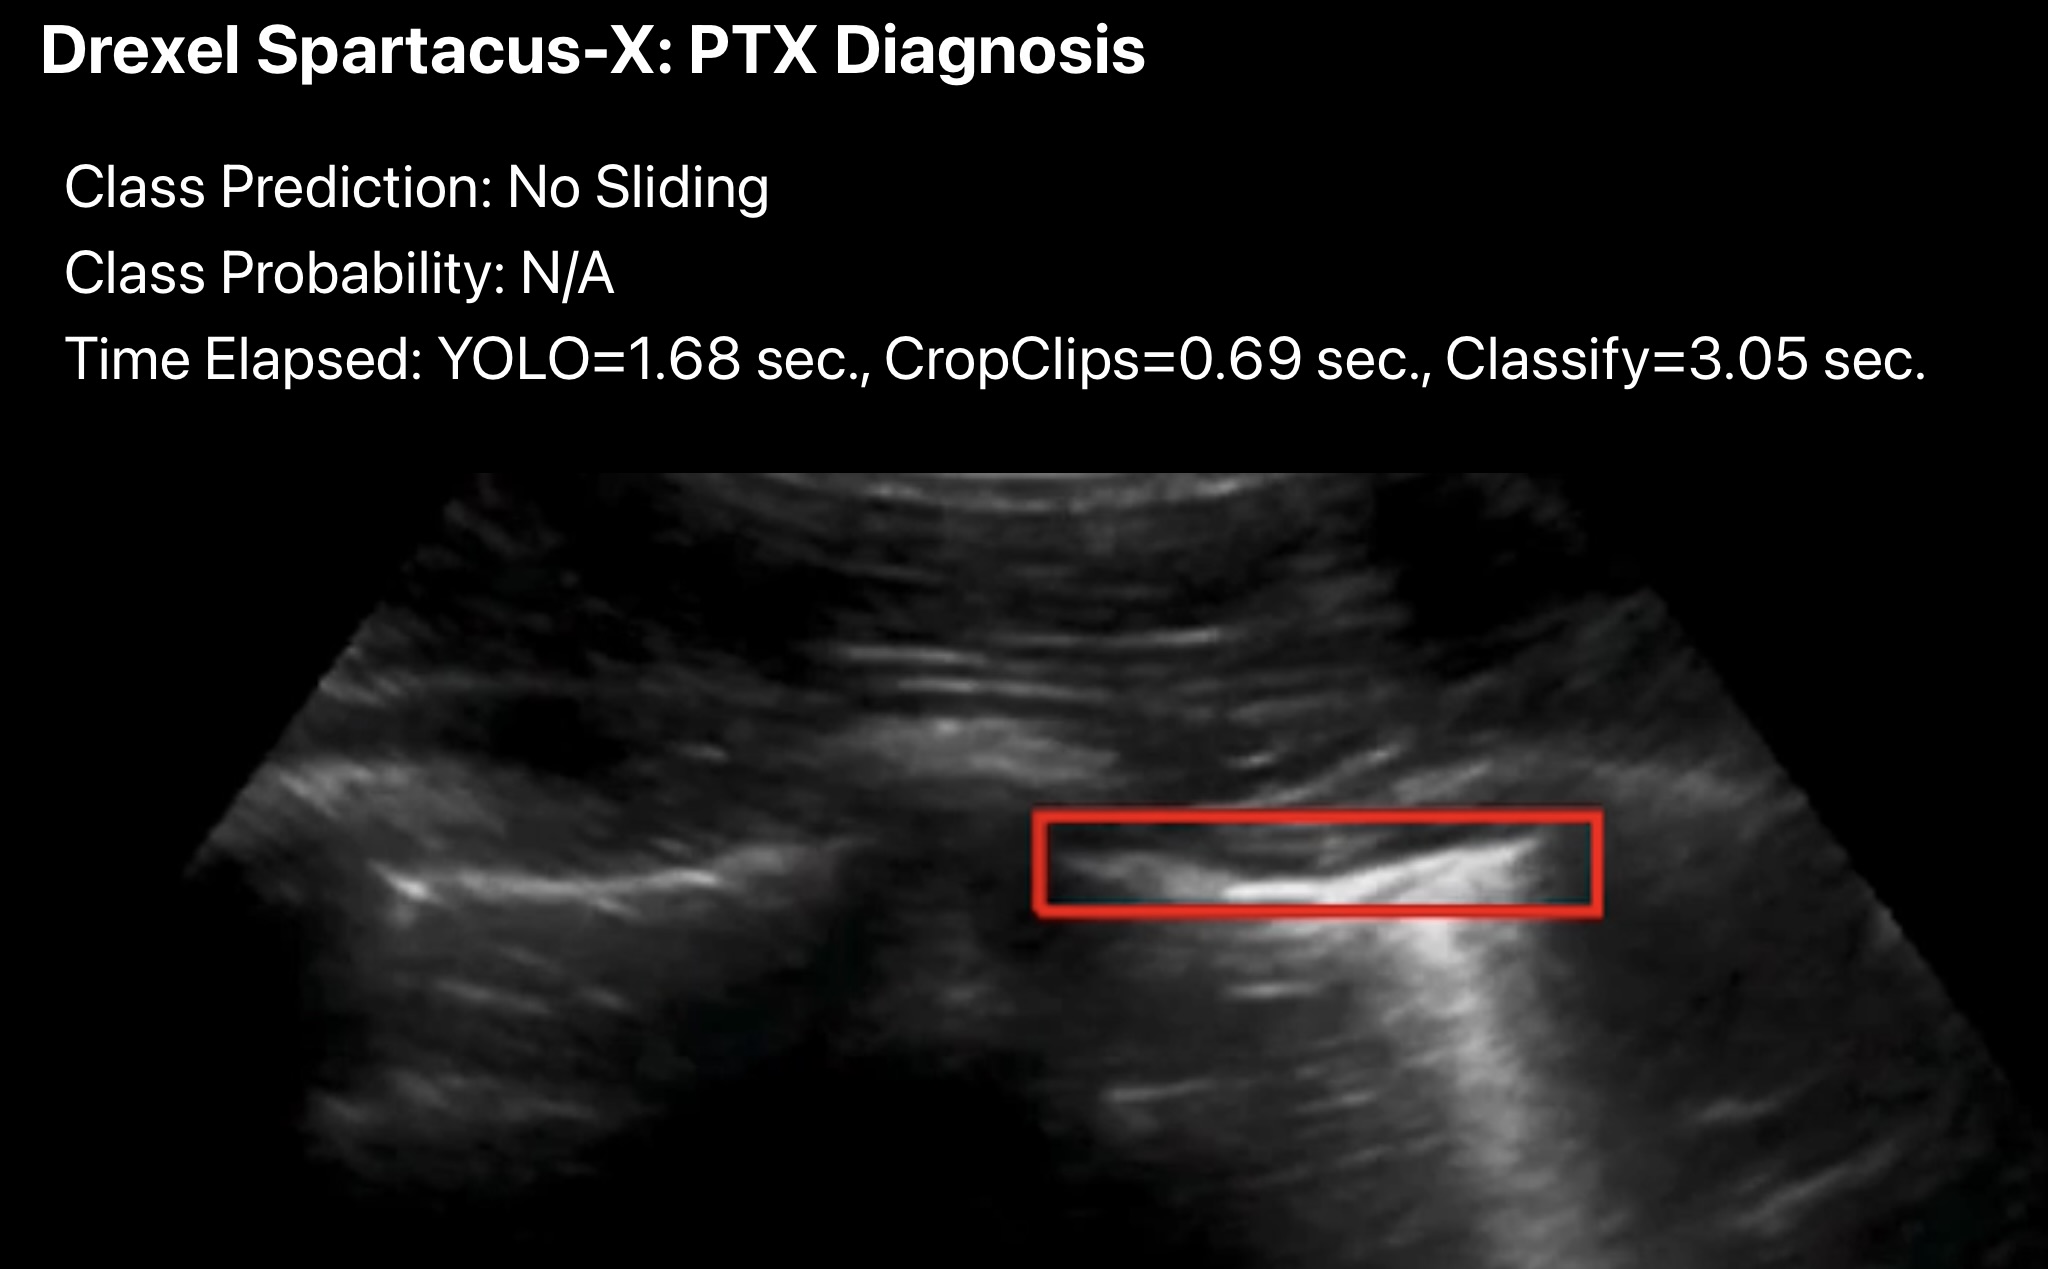 Drexel Spartacus-X: PTX Diagnosis
Class Prediction: No Sliding
Class Probability: N/A
Time Elapsed: YOLO=1.68 sec., CropClips=0.69 sec., Classify=3.05 sec.